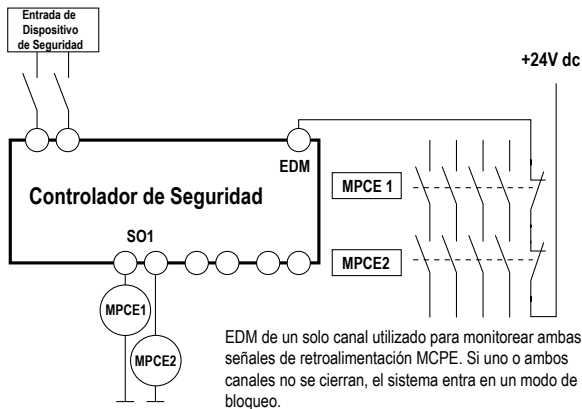 Entrada de
Dispositivo
de Seguridad
+24V dc
EDM
Controlador de Seguridad
MPCE 1
SO1
MPCE2
MPCE1
MPCE2
EDM de un solo canal utilizado para monitorear ambas
señales de retroalimentación MCPE. Si uno o ambos
canales no se cierran, el sistema entra en un modo de
bloqueo.